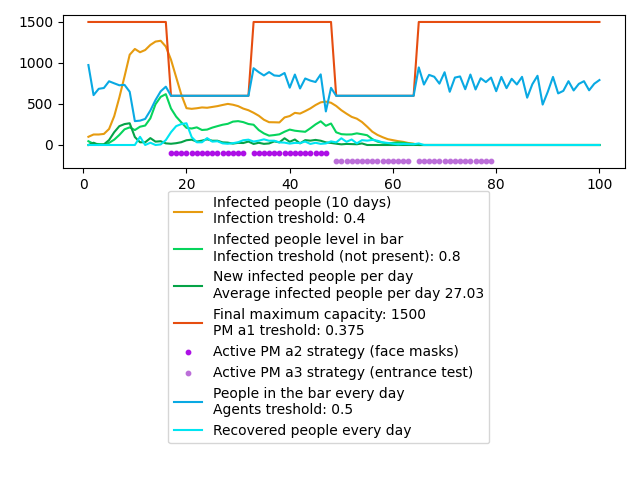 1500
1000
500
0
0
20
40
60
80
100
Infected people (10 days)
Infection treshold: 0.4
Infected people level in bar
Infection treshold (not present): 0.8
New infected people per day
Average infected people per day 27.03
Final maximum capacity: 1500
PM a1 treshold: 0.375
Active PM a2 strategy (face masks)
Active PM a3 strategy (entrance test)
People in the bar every day
Agents treshold: 0.5
Recovered people every day